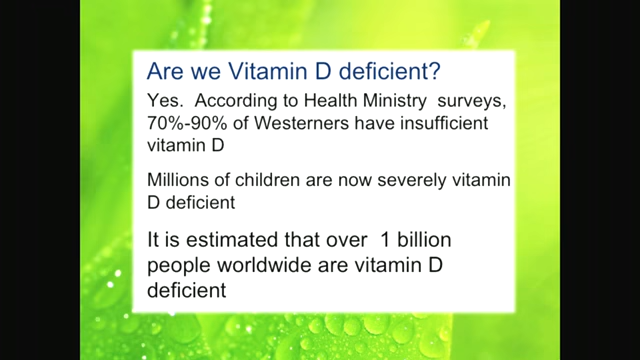 Are we Vitamin D deficient?
Yes. According to Health Ministry surveys,
70%-90% of Westerners have insufficient
vitamin D
Millions of children are now severely vitamin
D deficient
It is estimated that over 1 billion
people worldwide are vitamin D
deficient